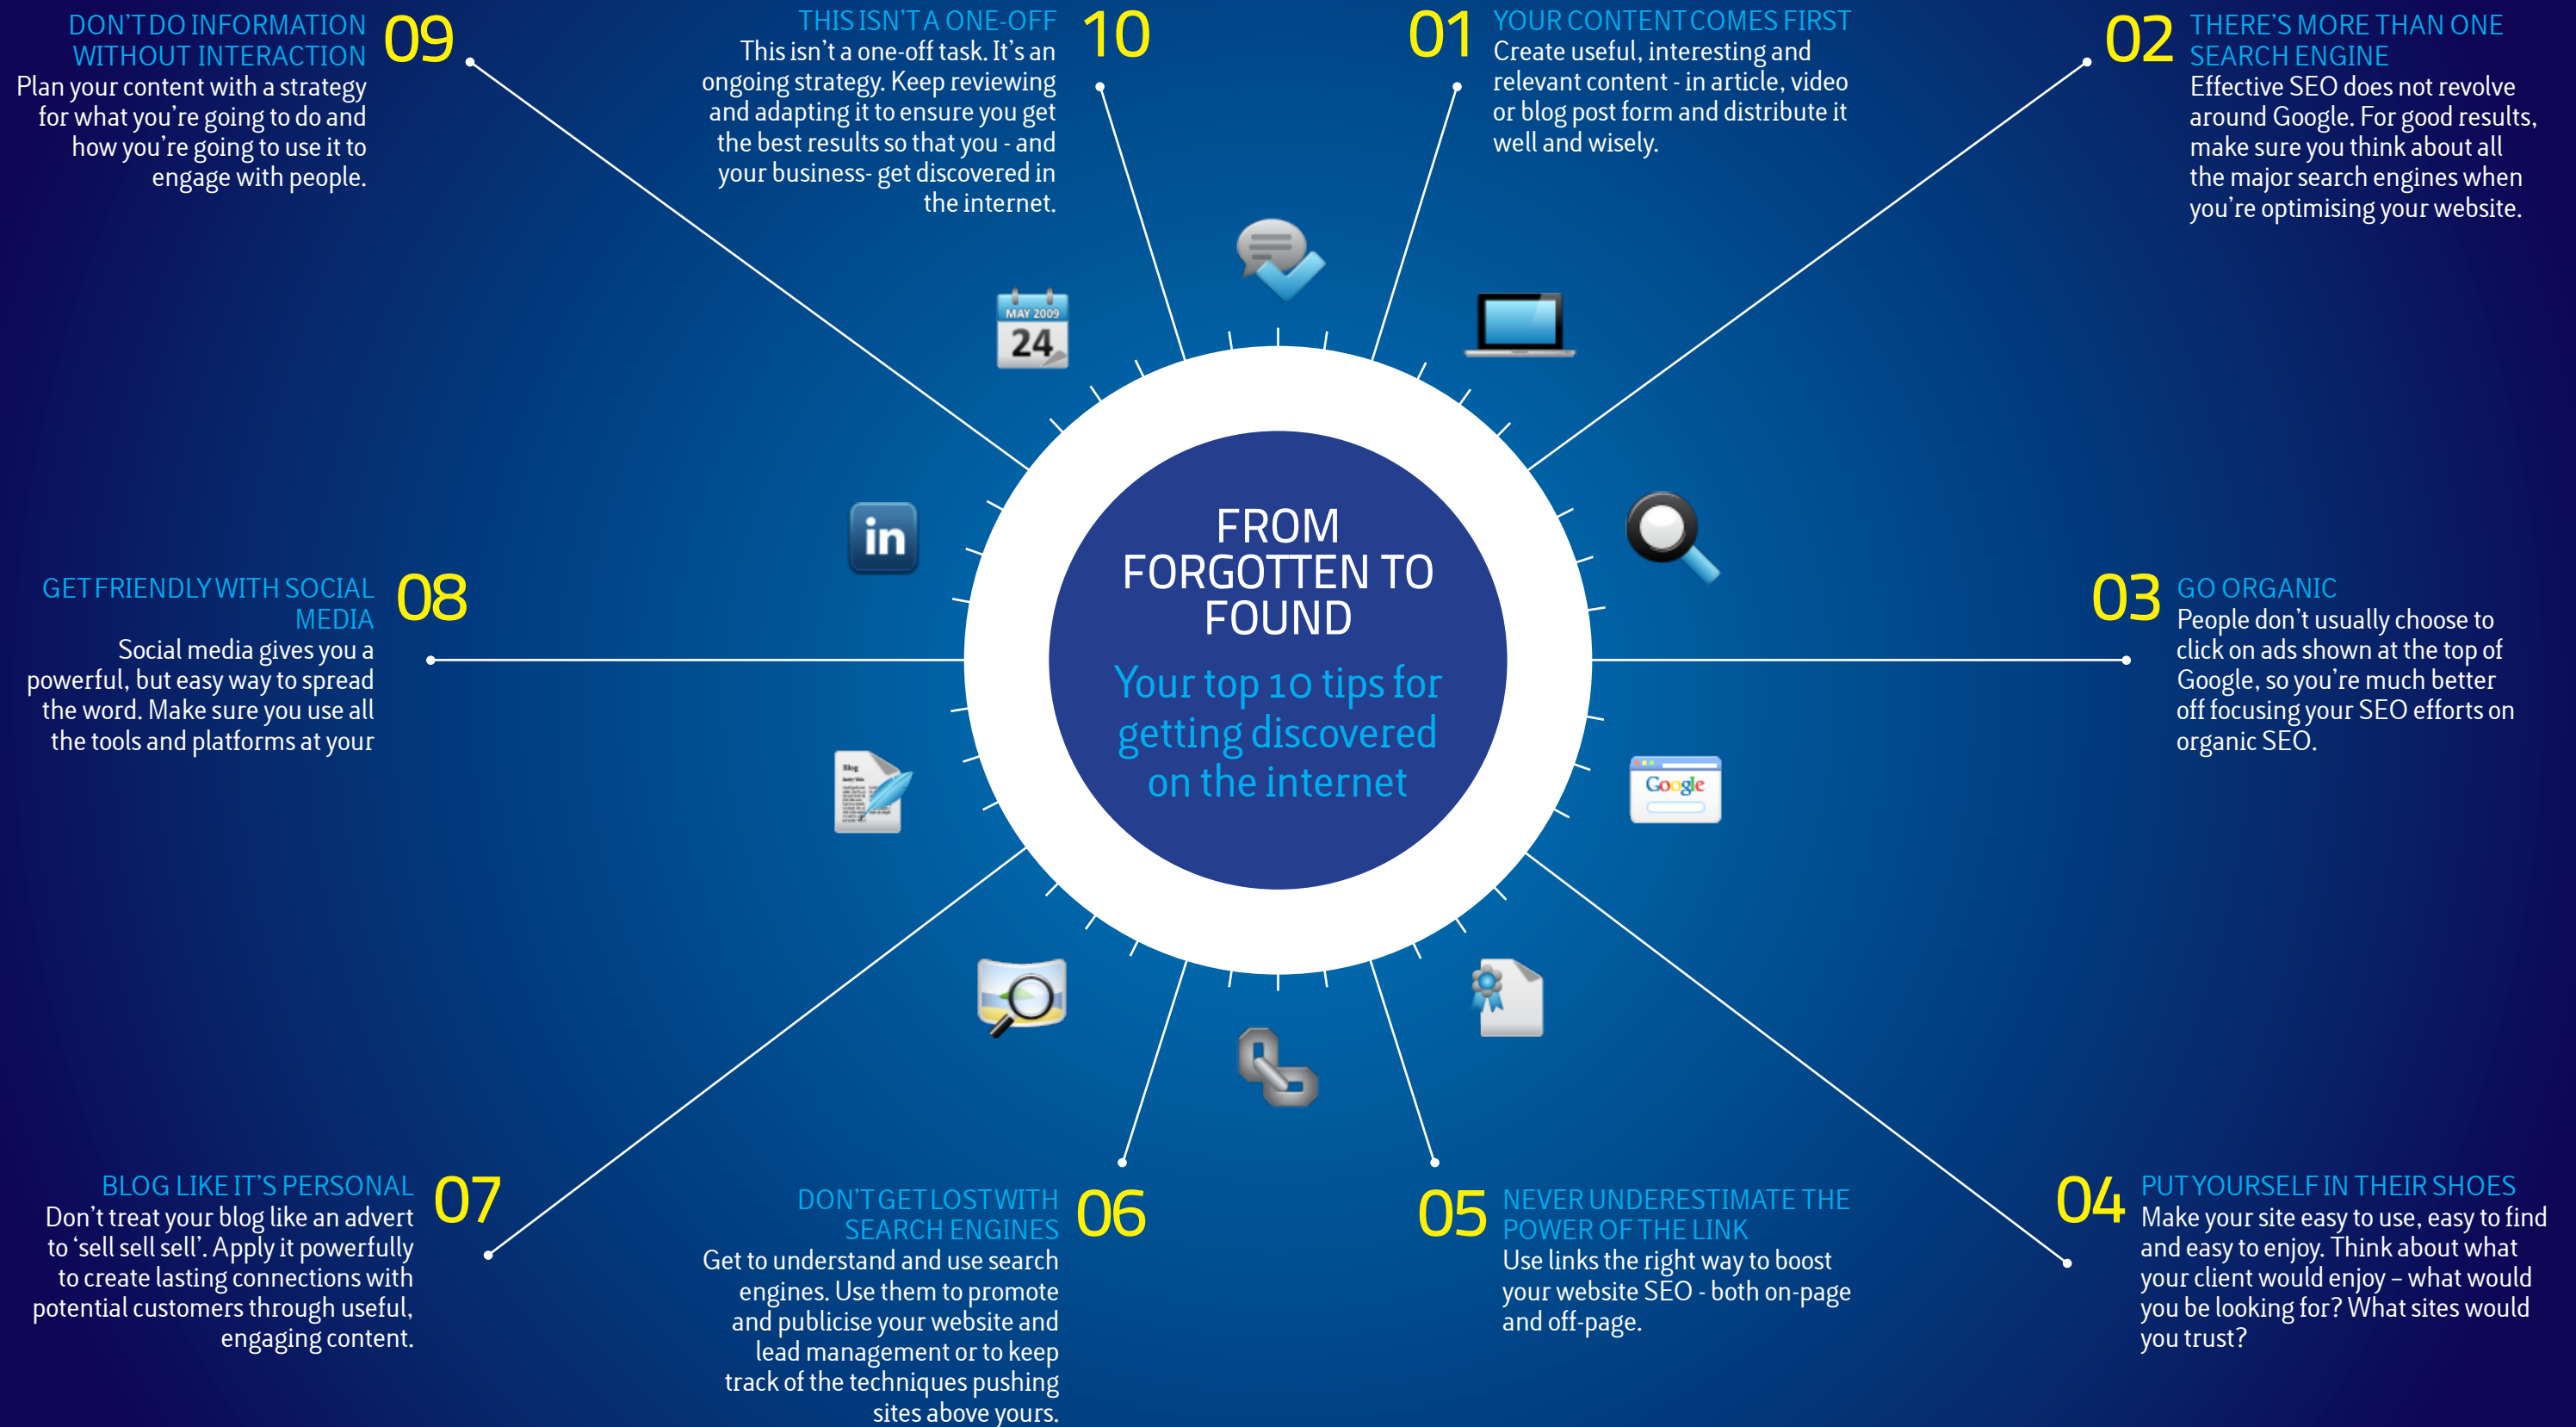 FROM
FORGOTTEN TO
FOUND
Your top 10 tips for
getting discovered
on the internet
01
YOUR CONTENT COMES FIRST
Create useful, interesting and
relevant content - in article, video
or blog post form and distribute it
well and wisely.
02
THERE'S MORE THAN ONE
SEARCH ENGINE
Effective SEO does not revolve
around Google. For good results,
make sure you think about all
the major search engines when
you're optimising your website.
03
GO ORGANIC
People don't usually choose to
click on ads shown at the top of
Google, so you're much better
off focusing your SEO efforts on
organic SEO.
04
PUT YOURSELF IN THEIR SHOES
Make your site easy to use, easy to find
and easy to enjoy. Think about what
your client would enjoy – what would
you be looking for? What sites would
you trust?
05
NEVER UNDERESTIMATE THE
POWER OF THE LINK
Use links the right way to boost
your website SEO - both on-page
and off-page.
06
DON'T GET LOST WITH
SEARCH ENGINES
Get to understand and use search
engines. Use them to promote
and publicise your website and
lead management or to keep
track of the techniques pushing
sites above yours.
07
BLOG LIKE IT'S PERSONAL
Don't treat your blog like an advert
to 'sell sell sell'. Apply it powerfully
to create lasting connections with
potential customers through useful,
engaging content.
08
GET FRIENDLY WITH SOCIAL
MEDIA
Social media gives you a
powerful, but easy way to spread
the word. Make sure you use all
the tools and platforms at your
09
DON'T DO INFORMATION
WITHOUT INTERACTION
Plan your content with a strategy
for what you're going to do and
how you're going to use it to
engage with people.
10
THIS ISN'T A ONE-OFF
This isn't a one-off task. It's an
ongoing strategy. Keep reviewing
and adapting it to ensure you get
the best results so that you - and
your business- get discovered in
the internet.
MAY 2009
24
in
Blog
Google